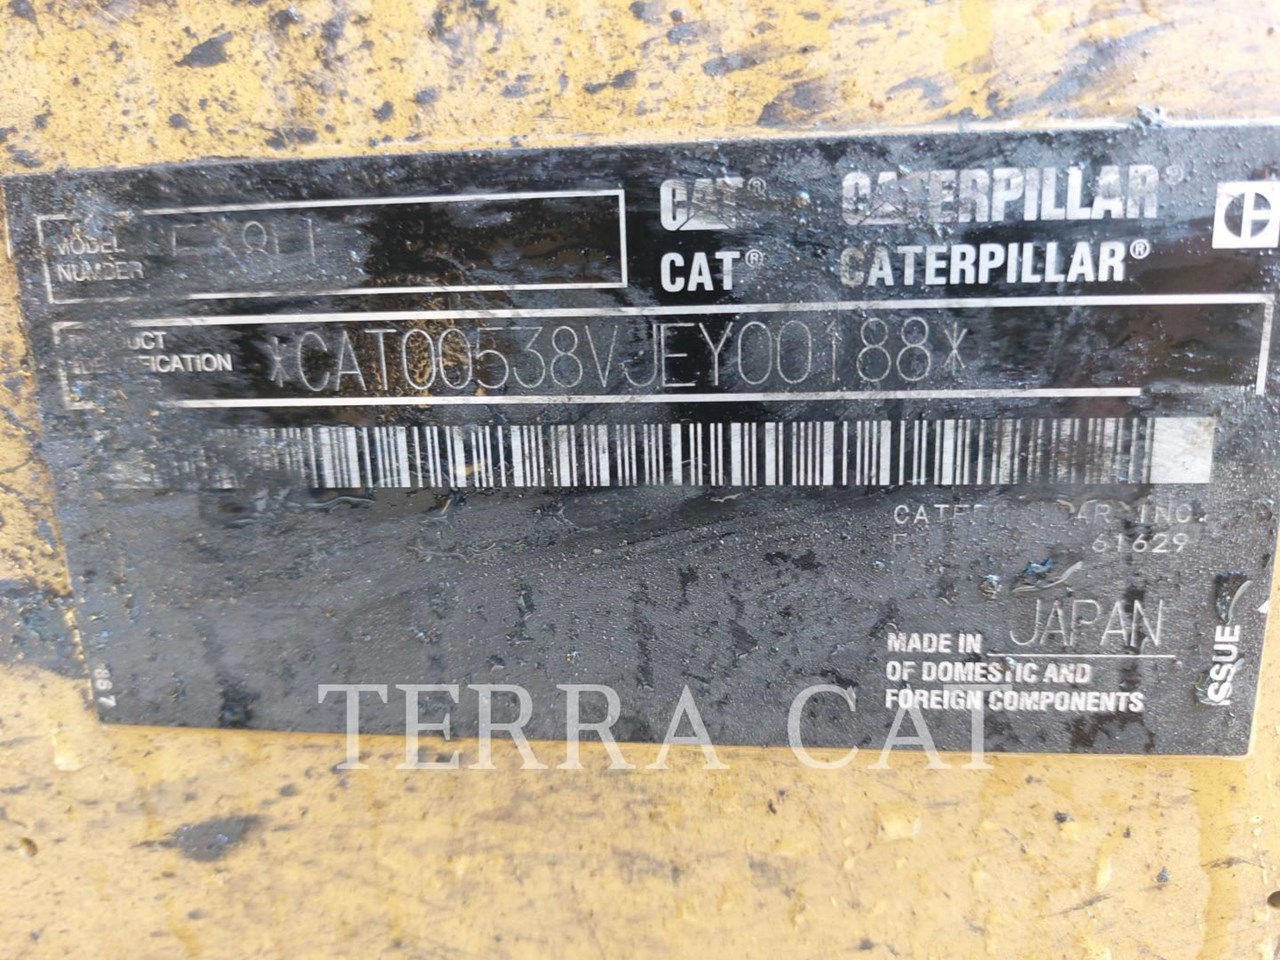 CAT® CATERPILLAR®
MODEL
NUMBER
CAT® CATERPILLAR®
*CAT00538VJEY00188*
INC.
61629
MADE IN JAPAN
OF DOMESTIC AND
FOREIGN COMPONENTS
ISSUE
TERRA CAT